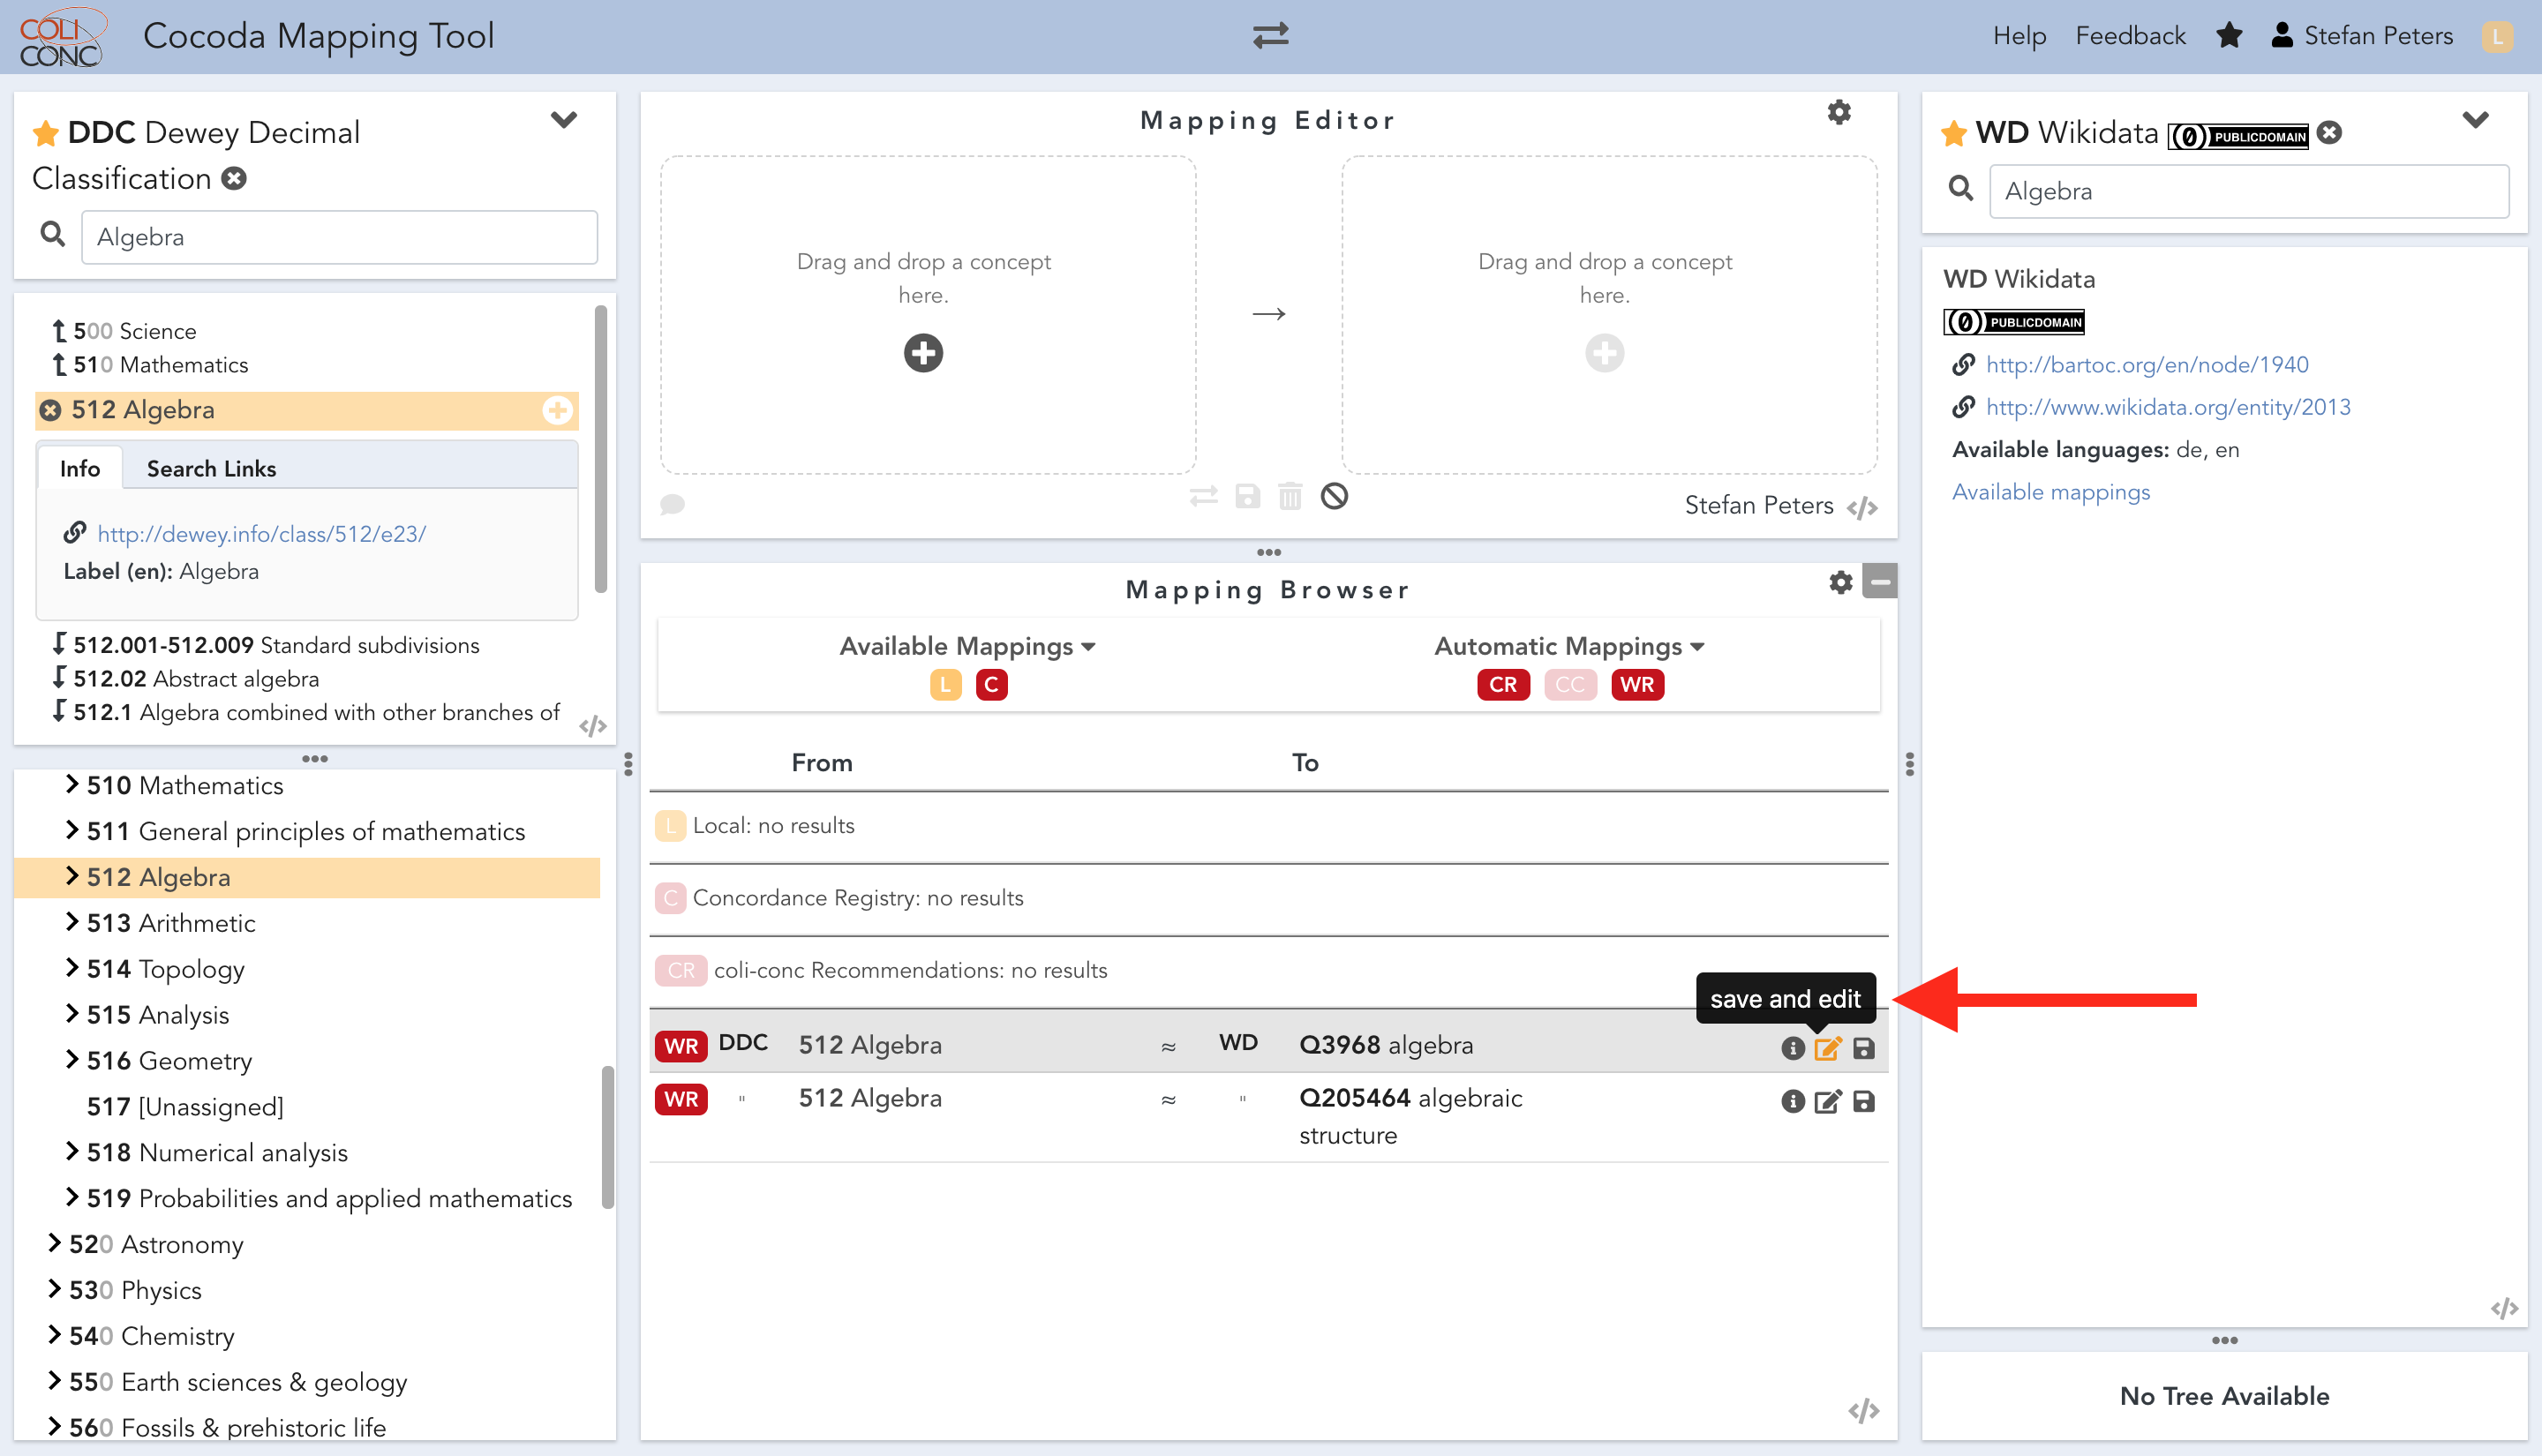 COLI
CONC
Cocoda Mapping Tool
Help
Feedback
Stefan Peters
L
DDC Dewey Decimal
Classification
Algebra
500 Science
510 Mathematics
512 Algebra
Info
Search Links
http://dewey.info/class/512/e23/
Label (en): Algebra
512.001-512.009 Standard subdivisions
512.02 Abstract algebra
512.1 Algebra combined with other branches of
510 Mathematics
511 General principles of mathematics
512 Algebra
513 Arithmetic
514 Topology
515 Analysis
516 Geometry
517 [Unassigned]
518 Numerical analysis
519 Probabilities and applied mathematics
520 Astronomy
530 Physics
540 Chemistry
550 Earth sciences & geology
560 Fossils & prehistoric life
Mapping Editor
Drag and drop a concept
here.
→
Drag and drop a concept
here.
Stefan Peters </>
Mapping Browser
Available Mappings
L C
Automatic Mappings
CR CC WR
From
To
L Local: no results
C Concordance Registry: no results
CR coli-conc Recommendations: no results
save and edit
WR DDC 512 Algebra ≈ WD Q3968 algebra
WR " 512 Algebra ≈ " Q205464 algebraic
structure
</>
WD Wikidata PUBLICDOMAIN
Algebra
WD Wikidata
PUBLICDOMAIN
http://bartoc.org/en/node/1940
http://www.wikidata.org/entity/2013
Available languages: de, en
Available mappings
</>
No Tree Available